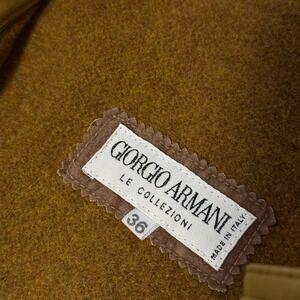 GIORGIO ARMANI
LE COLLEZIONI
36
MADE IN ITALY